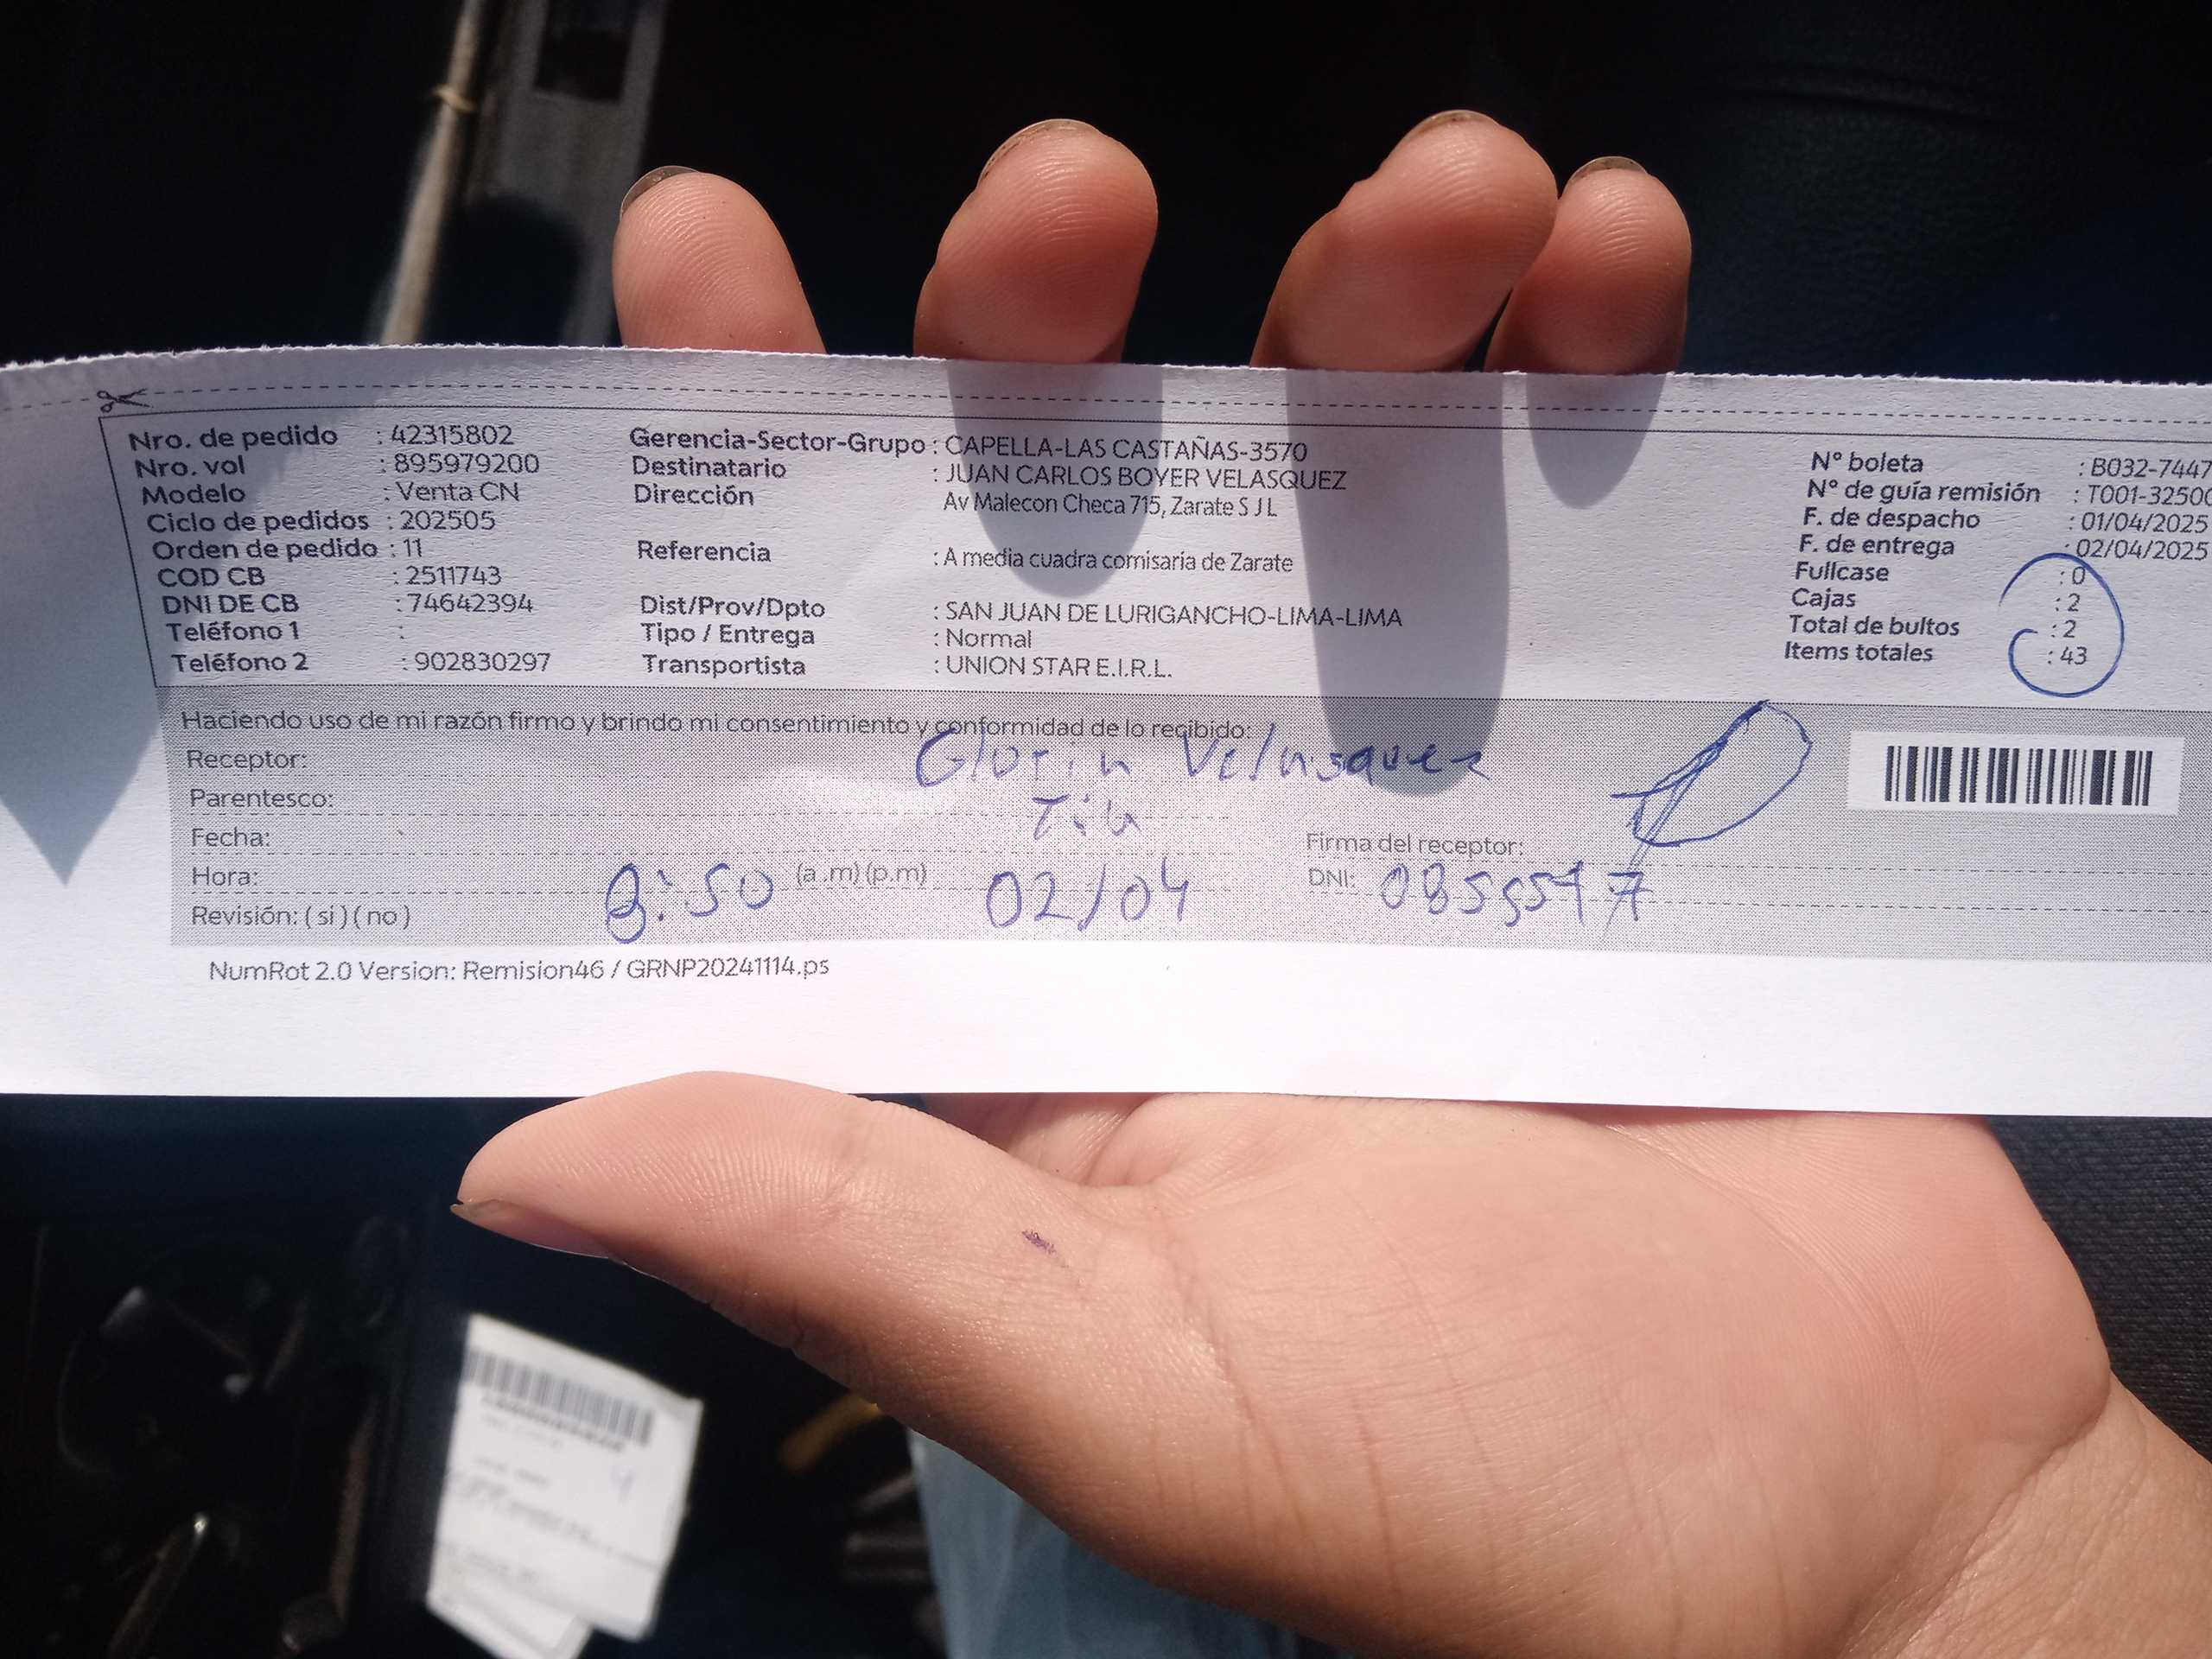 Nro. de pedido : 42315802
Nro. vol : 895979200
Modelo : Venta CN
Ciclo de pedidos : 202505
Orden de pedido : 11
COD CB : 2511743
DNI DE CB : 74642394
Teléfono 1 :
Teléfono 2 : 902830297
Gerencia-Sector-Grupo : CAPELLA-LAS CASTAÑAS-3570
Destinatario : JUAN CARLOS BOYER VELASQUEZ
Dirección Av Malecon Checa 715, Zarate S J L
Referencia : A media cuadra comisaria de Zarate
Dist/Prov/Dpto : SAN JUAN DE LURIGANCHO-LIMA-LIMA
Tipo / Entrega : Normal
Transportista : UNION STAR E.I.R.L.
N° boleta : B032-7447
N° de guía remisión : T001-3250
F. de despacho : 01/04/2025
F. de entrega : 02/04/2025
Fullcase : 0
Cajas : 2
Total de bultos : 2
Items totales : 43
Haciendo uso de mi razón firmo y brindo mi consentimiento y conformidad de lo recibido:
Receptor: Gloria Velasquez
Parentesco: Tia
Fecha:
Firma del receptor:
Hora: 8:50 (a.m)(p.m) 02/04
DNI:
Revisión: ( si ) ( no )
NumRot 2.0 Version: Remision46 / GRNP20241114.ps